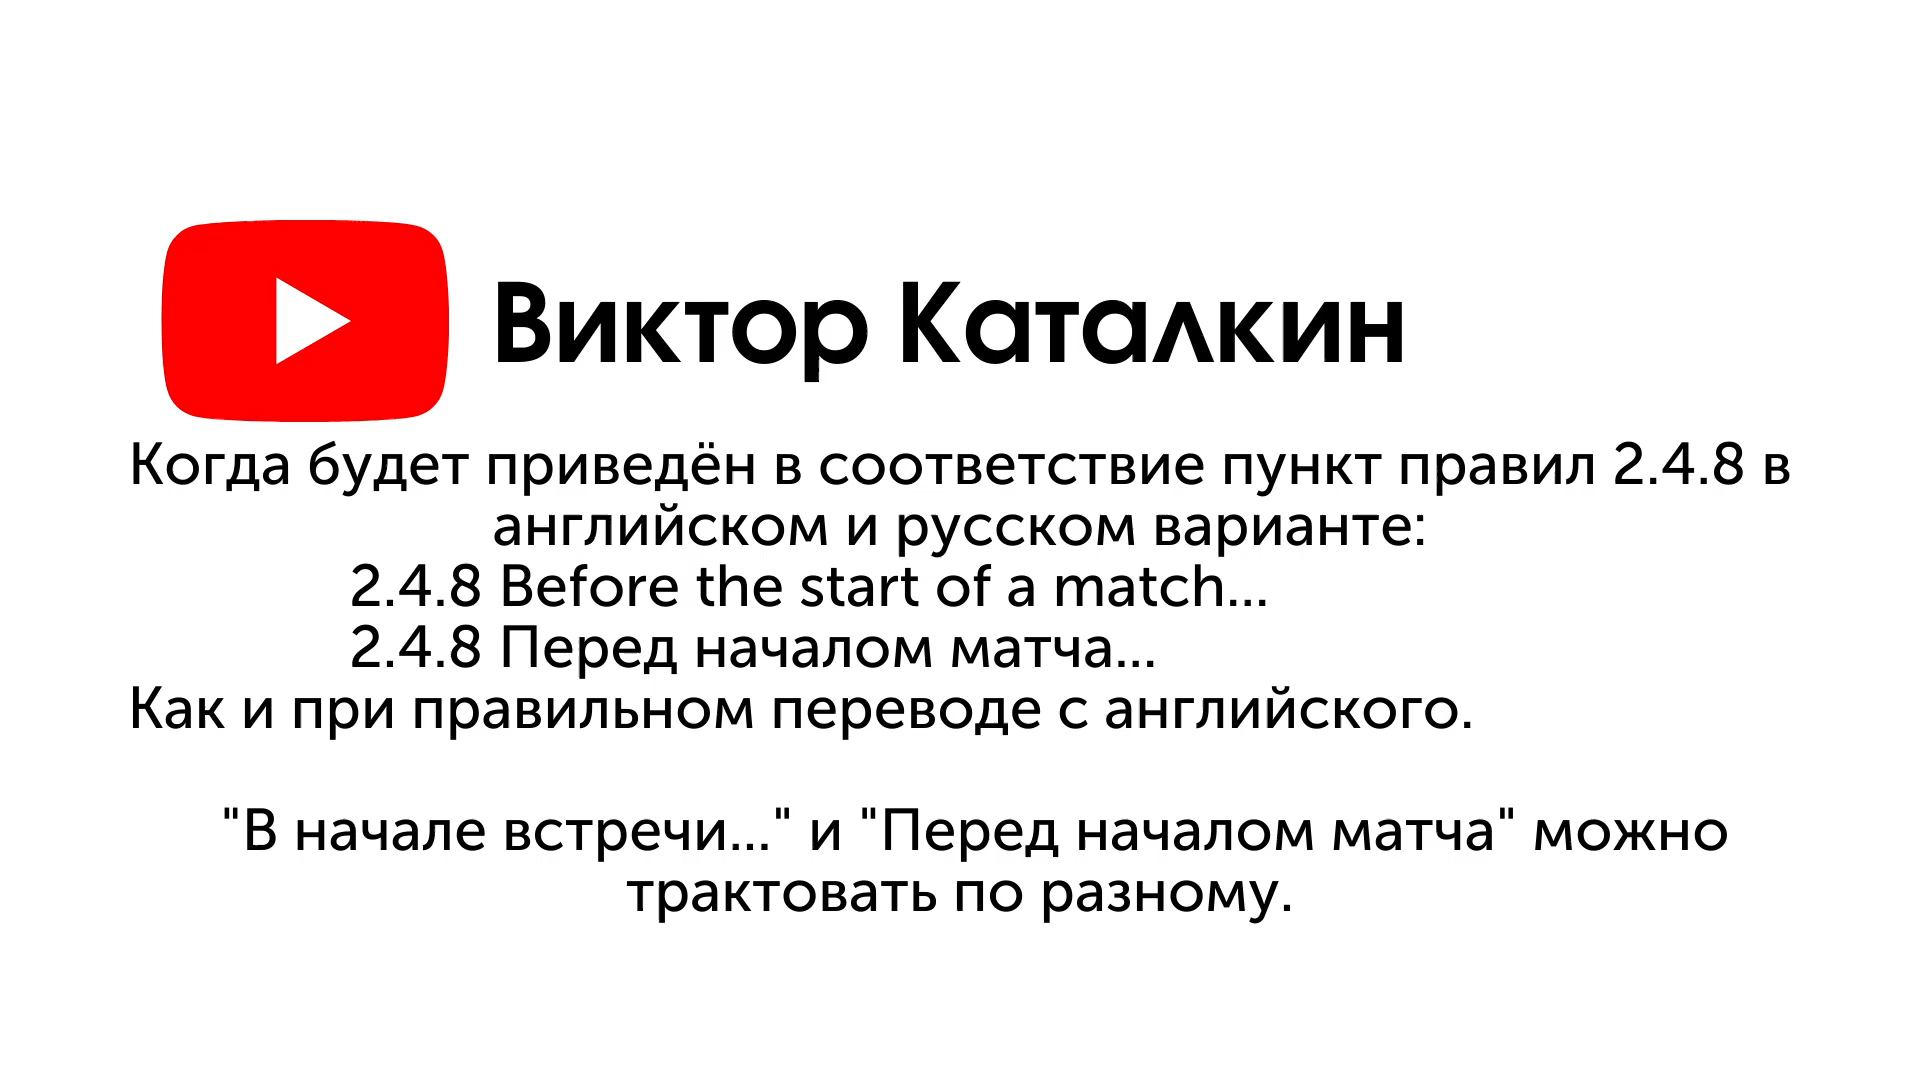 Виктор Каталкин
Когда будет приведён в соответствие пункт правил 2.4.8 в
английском и русском варианте:
2.4.8 Before the start of a match...
2.4.8 Перед началом матча...
Как и при правильном переводе с английского.
"В начале встречи..." и "Перед началом матча" можно
трактовать по разному.